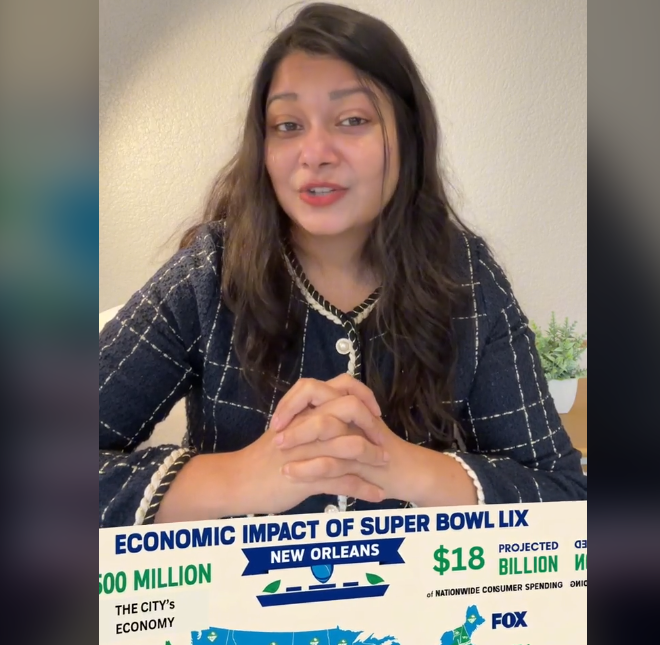 ECONOMIC IMPACT OF SUPER BOWL LIX
NEW ORLEANS
500 MILLION
THE CITY's
ECONOMY
$18
PROJECTED
BILLION
of NATIONWIDE CONSUMER SPENDING
FOX